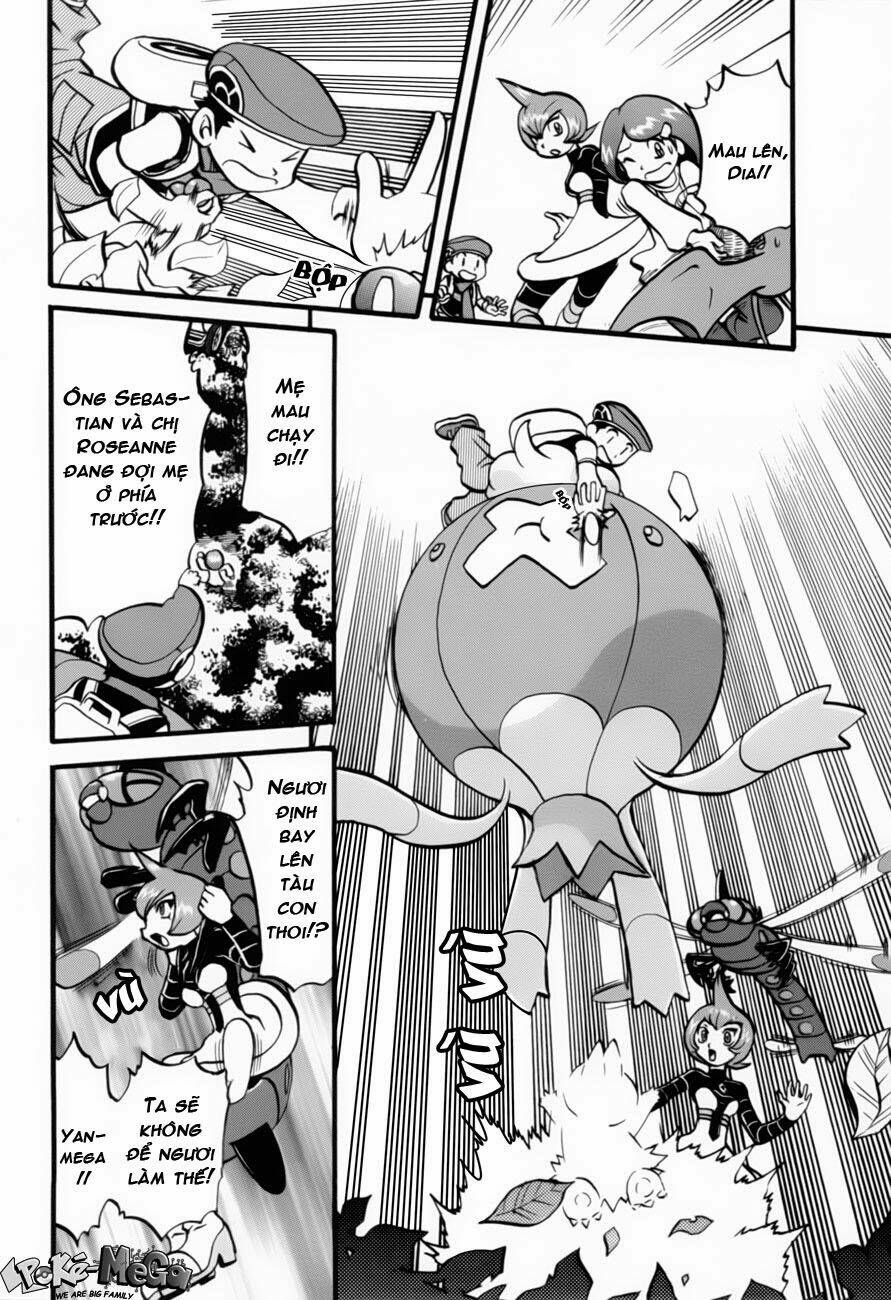 MAU LÊN,
DIA!!
BỘP
MẸ
MAU
CHẠY
ĐI!!
ÔNG SEBAS-
TIAN VÀ CHỊ
ROSEANNE
ĐANG ĐỢI MẸ
Ở PHÍA
TRƯỚC!!
BỘP
VÙ VÙ
VÙ VÙ
NGƯƠI
ĐỊNH
BAY
LÊN
TÀU
CON
THOI!?
VÙ
TA SẼ
KHÔNG
ĐỂ NGƯƠI
LÀM THẾ!
YAN-
MEGA
!!
POKÉ-MEGA
WE ARE BIG FAMILY